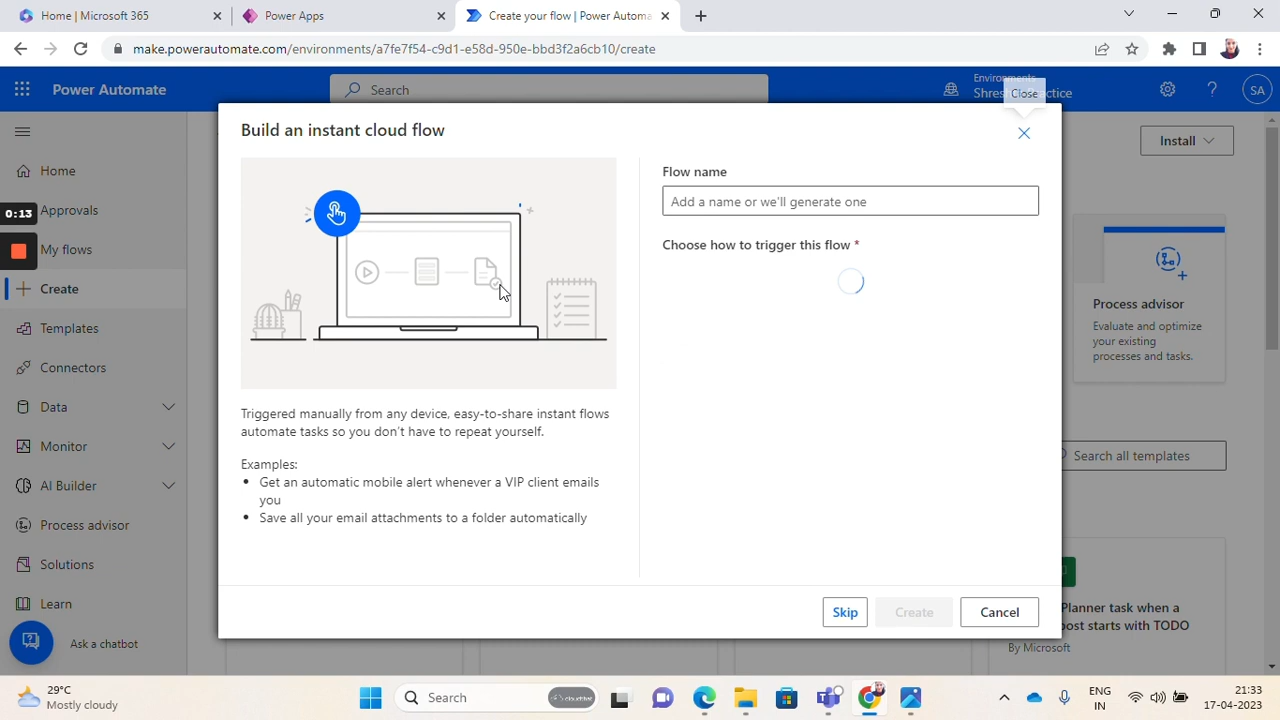 Home | Microsoft 365
Power Apps
Create your flow | Power Automa
make.powerautomate.com/environments/a7fe7f54-c9d1-e58d-950e-bbd3f2a6cb10/create
Power Automate
Search
Environments
SA
Close
Build an instant cloud flow
Install
Home
Approvals
0:13
My flows
Create
Templates
Connectors
Data
Monitor
AI Builder
Process advisor
Solutions
Learn
Ask a chatbot
Triggered manually from any device, easy-to-share instant flows
automate tasks so you don't have to repeat yourself.
Examples:
Get an automatic mobile alert whenever a VIP client emails
you
Save all your email attachments to a folder automatically
Flow name
Add a name or we'll generate one
Choose how to trigger this flow *
Skip
Create
Cancel
Process advisor
Evaluate and optimize
your existing
processes and tasks.
Search all templates
Planner task when a
post starts with TODO
By Microsoft
29°C
Mostly cloudy
Search
ENG
IN
21:33
17-04-2023